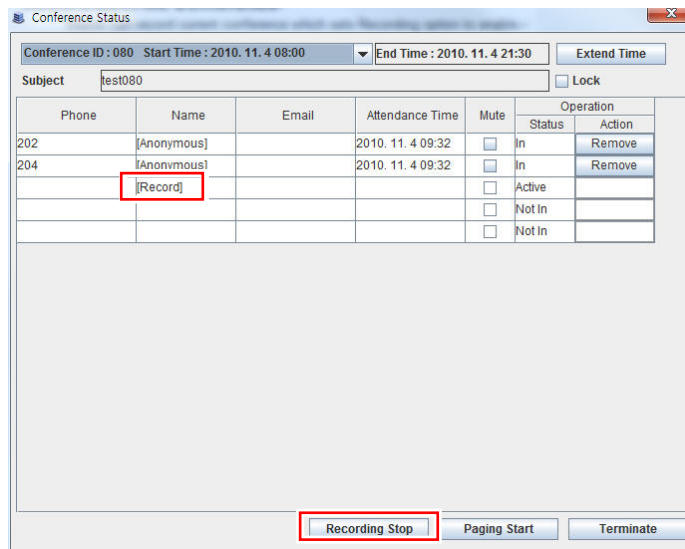 Conference Status
Conference ID : 080 Start Time : 2010. 11. 4 08:00 End Time : 2010. 11. 4 21:30 Extend Time
Subject test080 Lock
Phone Name Email Attendance Time Mute Operation
Status Action
202 [Anonymous] 2010. 11. 4 09:32 In Remove
204 [Anonymous] 2010. 11. 4 09:32 In Remove
[Record] Active
Not In
Not In
Recording Stop Paging Start Terminate